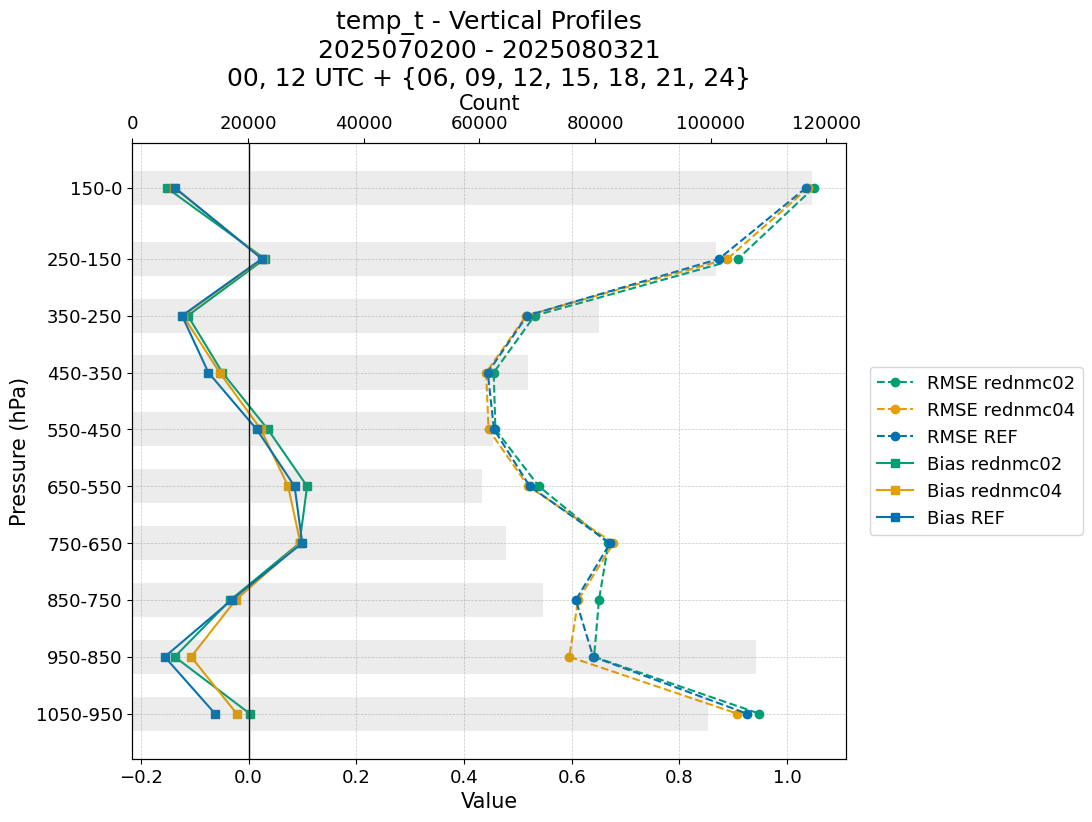 temp_t - Vertical Profiles
2025070200 - 2025080321
00, 12 UTC + {06, 09, 12, 15, 18, 21, 24}
Count
0 20000 40000 60000 80000 100000 120000
Pressure (hPa)
150-0
250-150
350-250
450-350
550-450
650-550
750-650
850-750
950-850
1050-950
−0.2 0.0 0.2 0.4 0.6 0.8 1.0
Value
RMSE rednmc02
RMSE rednmc04
RMSE REF
Bias rednmc02
Bias rednmc04
Bias REF